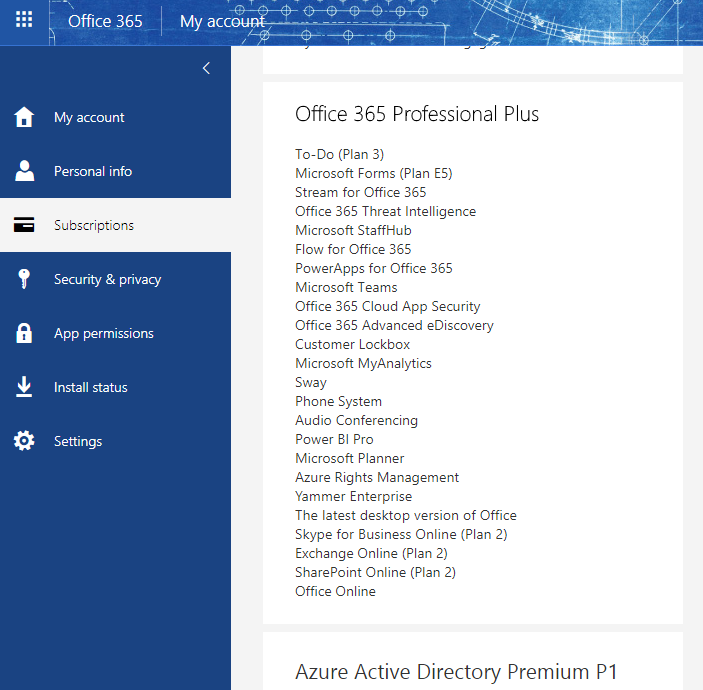 Office 365
My account
My account
Personal info
Subscriptions
Security & privacy
App permissions
Install status
Settings
Office 365 Professional Plus
To-Do (Plan 3)
Microsoft Forms (Plan E5)
Stream for Office 365
Office 365 Threat Intelligence
Microsoft StaffHub
Flow for Office 365
PowerApps for Office 365
Microsoft Teams
Office 365 Cloud App Security
Office 365 Advanced eDiscovery
Customer Lockbox
Microsoft MyAnalytics
Sway
Phone System
Audio Conferencing
Power BI Pro
Microsoft Planner
Azure Rights Management
Yammer Enterprise
The latest desktop version of Office
Skype for Business Online (Plan 2)
Exchange Online (Plan 2)
SharePoint Online (Plan 2)
Office Online
Azure Active Directory Premium P1